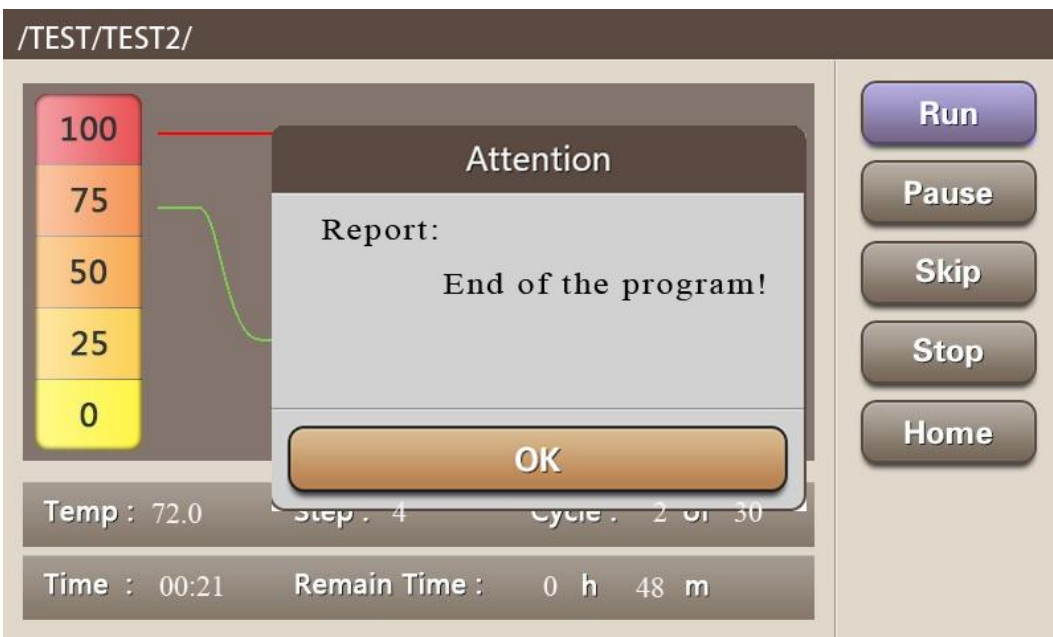 /TEST/TEST2/
100
75
50
25
0
Attention
Report:
End of the program!
OK
Run
Pause
Skip
Stop
Home
Temp : 72.0 Step : 4 Cycle : 2 of 30
Time : 00:21 Remain Time : 0 h 48 m